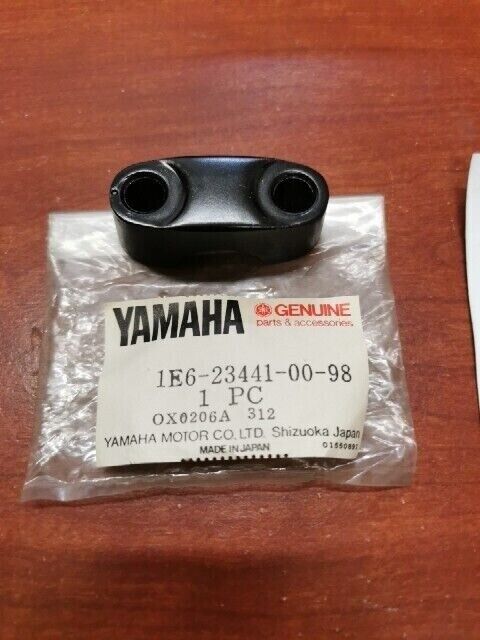 YAMAHA GENUINE
parts & accessories
1E6-23441-00-98
1 PC
OX0206A 312
YAMAHA MOTOR CO. LTD. Shizuoka Japan
MADE IN JAPAN